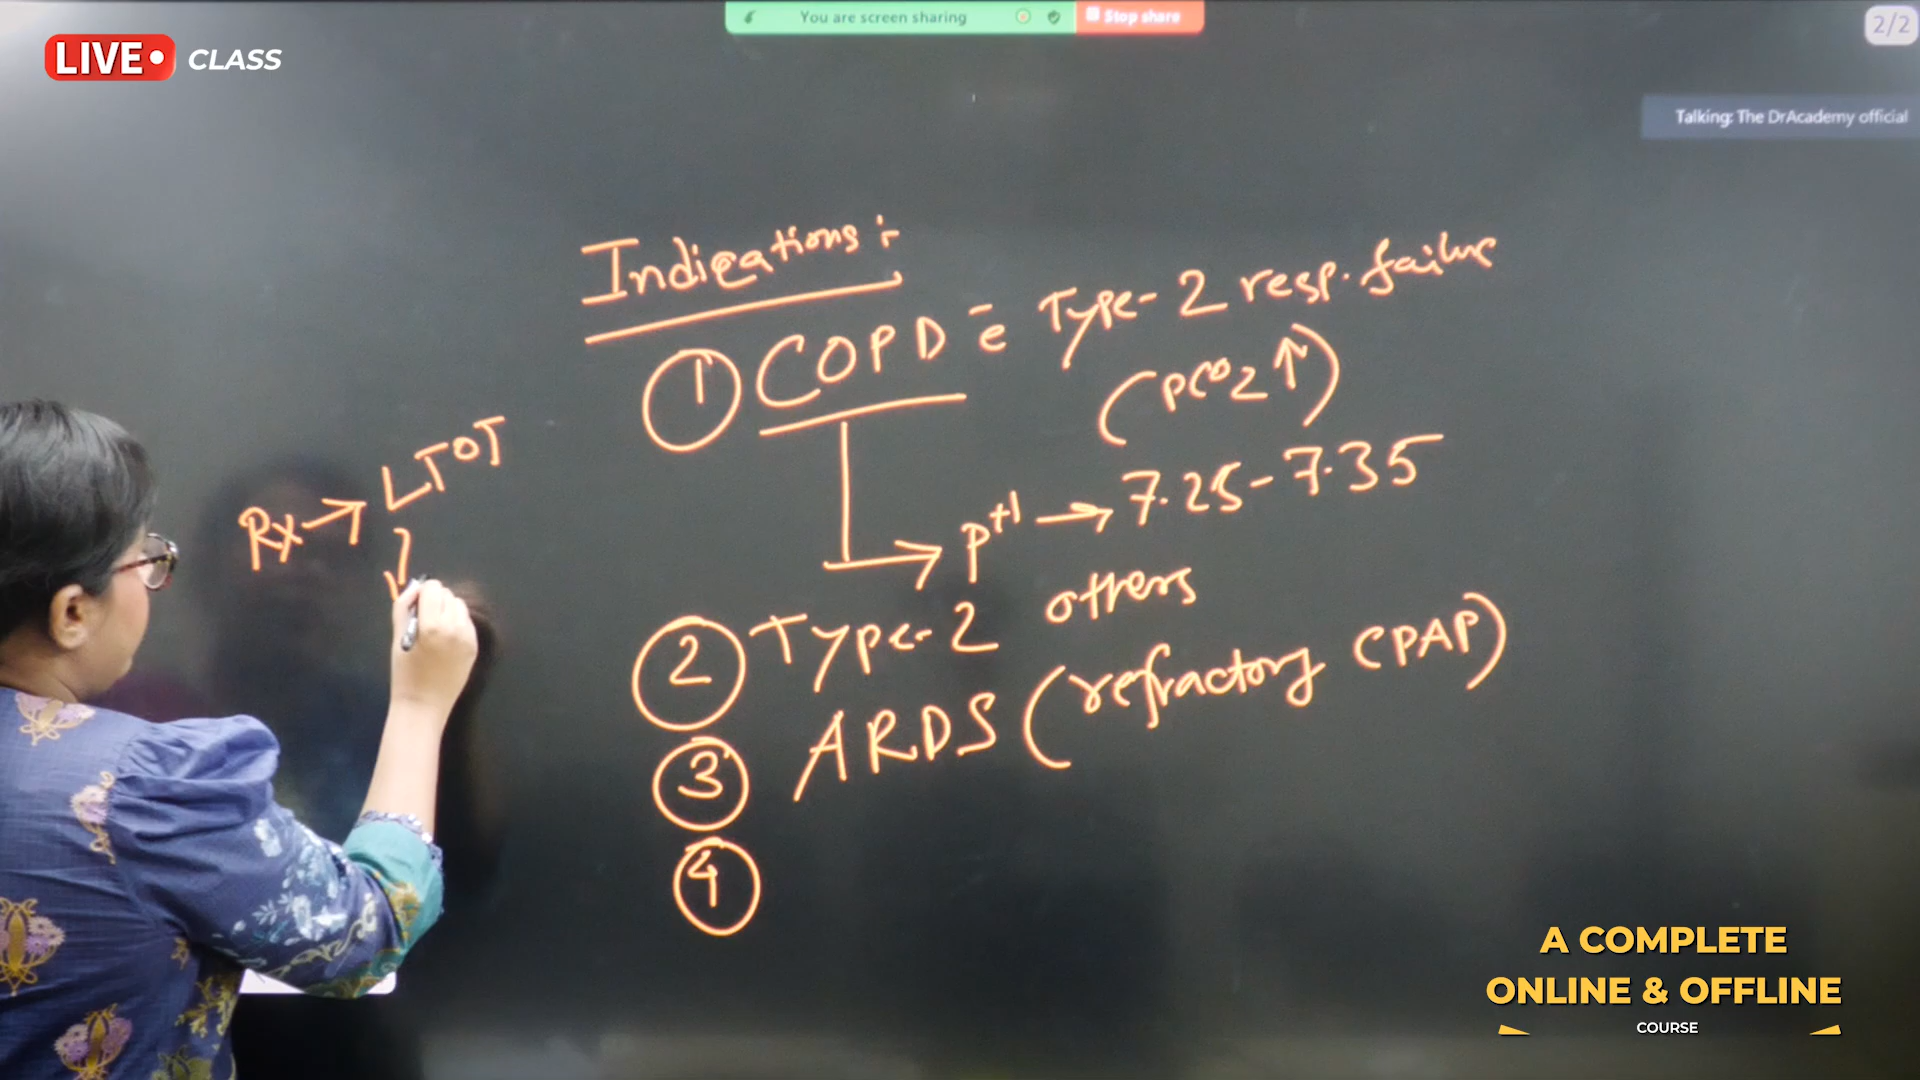 You are screen sharing Stop share
2/2
LIVE CLASS
Talking: The DrAcademy official
Indications :-
① COPD c̄ Type-2 resp. failure
(PCO2 ↑)
Rx → LTOT
↓
→ pH → 7.25-7.35
② Type-2 others
③ ARDS (refractory CPAP)
④
A COMPLETE
ONLINE & OFFLINE
COURSE